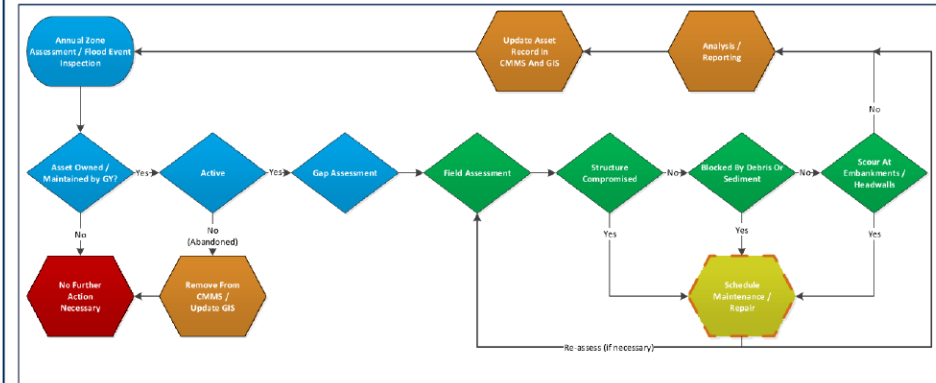 Annual Zone
Assessment / Flood Event
Inspection
Update Asset
Record In
CMMS And GIS
Analysis /
Reporting
No
Asset Owned /
Maintained by GY?
Yes
Active
Yes
Gap Assessment
Field Assessment
Structure
Compromised
No
Blocked By Debris Or
Sediment
No
Scour At
Embankments /
Headwalls
No
No
(Abandoned)
Yes
Yes
Yes
No Further
Action
Necessary
Remove From
CMMS /
Update GIS
Schedule
Maintenance /
Repair
Re-assess (if necessary)